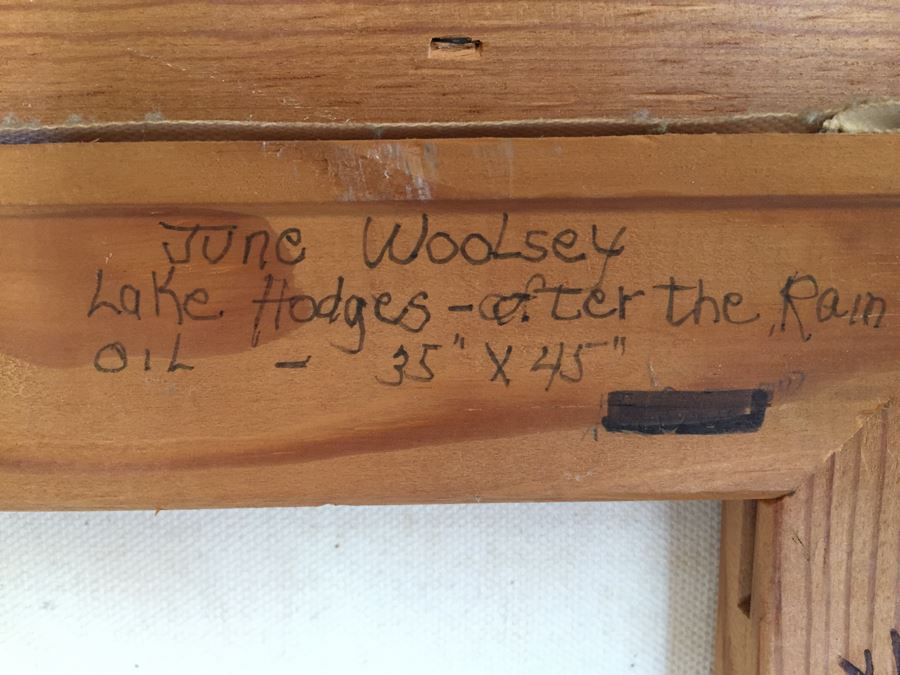 June Woolsey
Lake Hodges - after the Rain
OIL - 35" X 45"